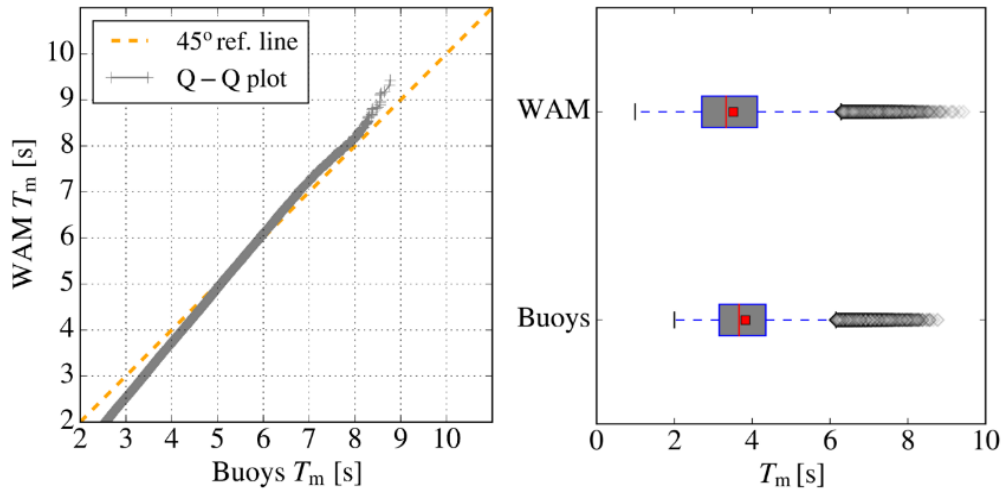 45° ref. line
Q – Q plot
WAM Tm [s]
10
9
8
7
6
5
4
3
2
2 3 4 5 6 7 8 9 10
Buoys Tm [s]
WAM
Buoys
0 2 4 6 8 10
Tm [s]